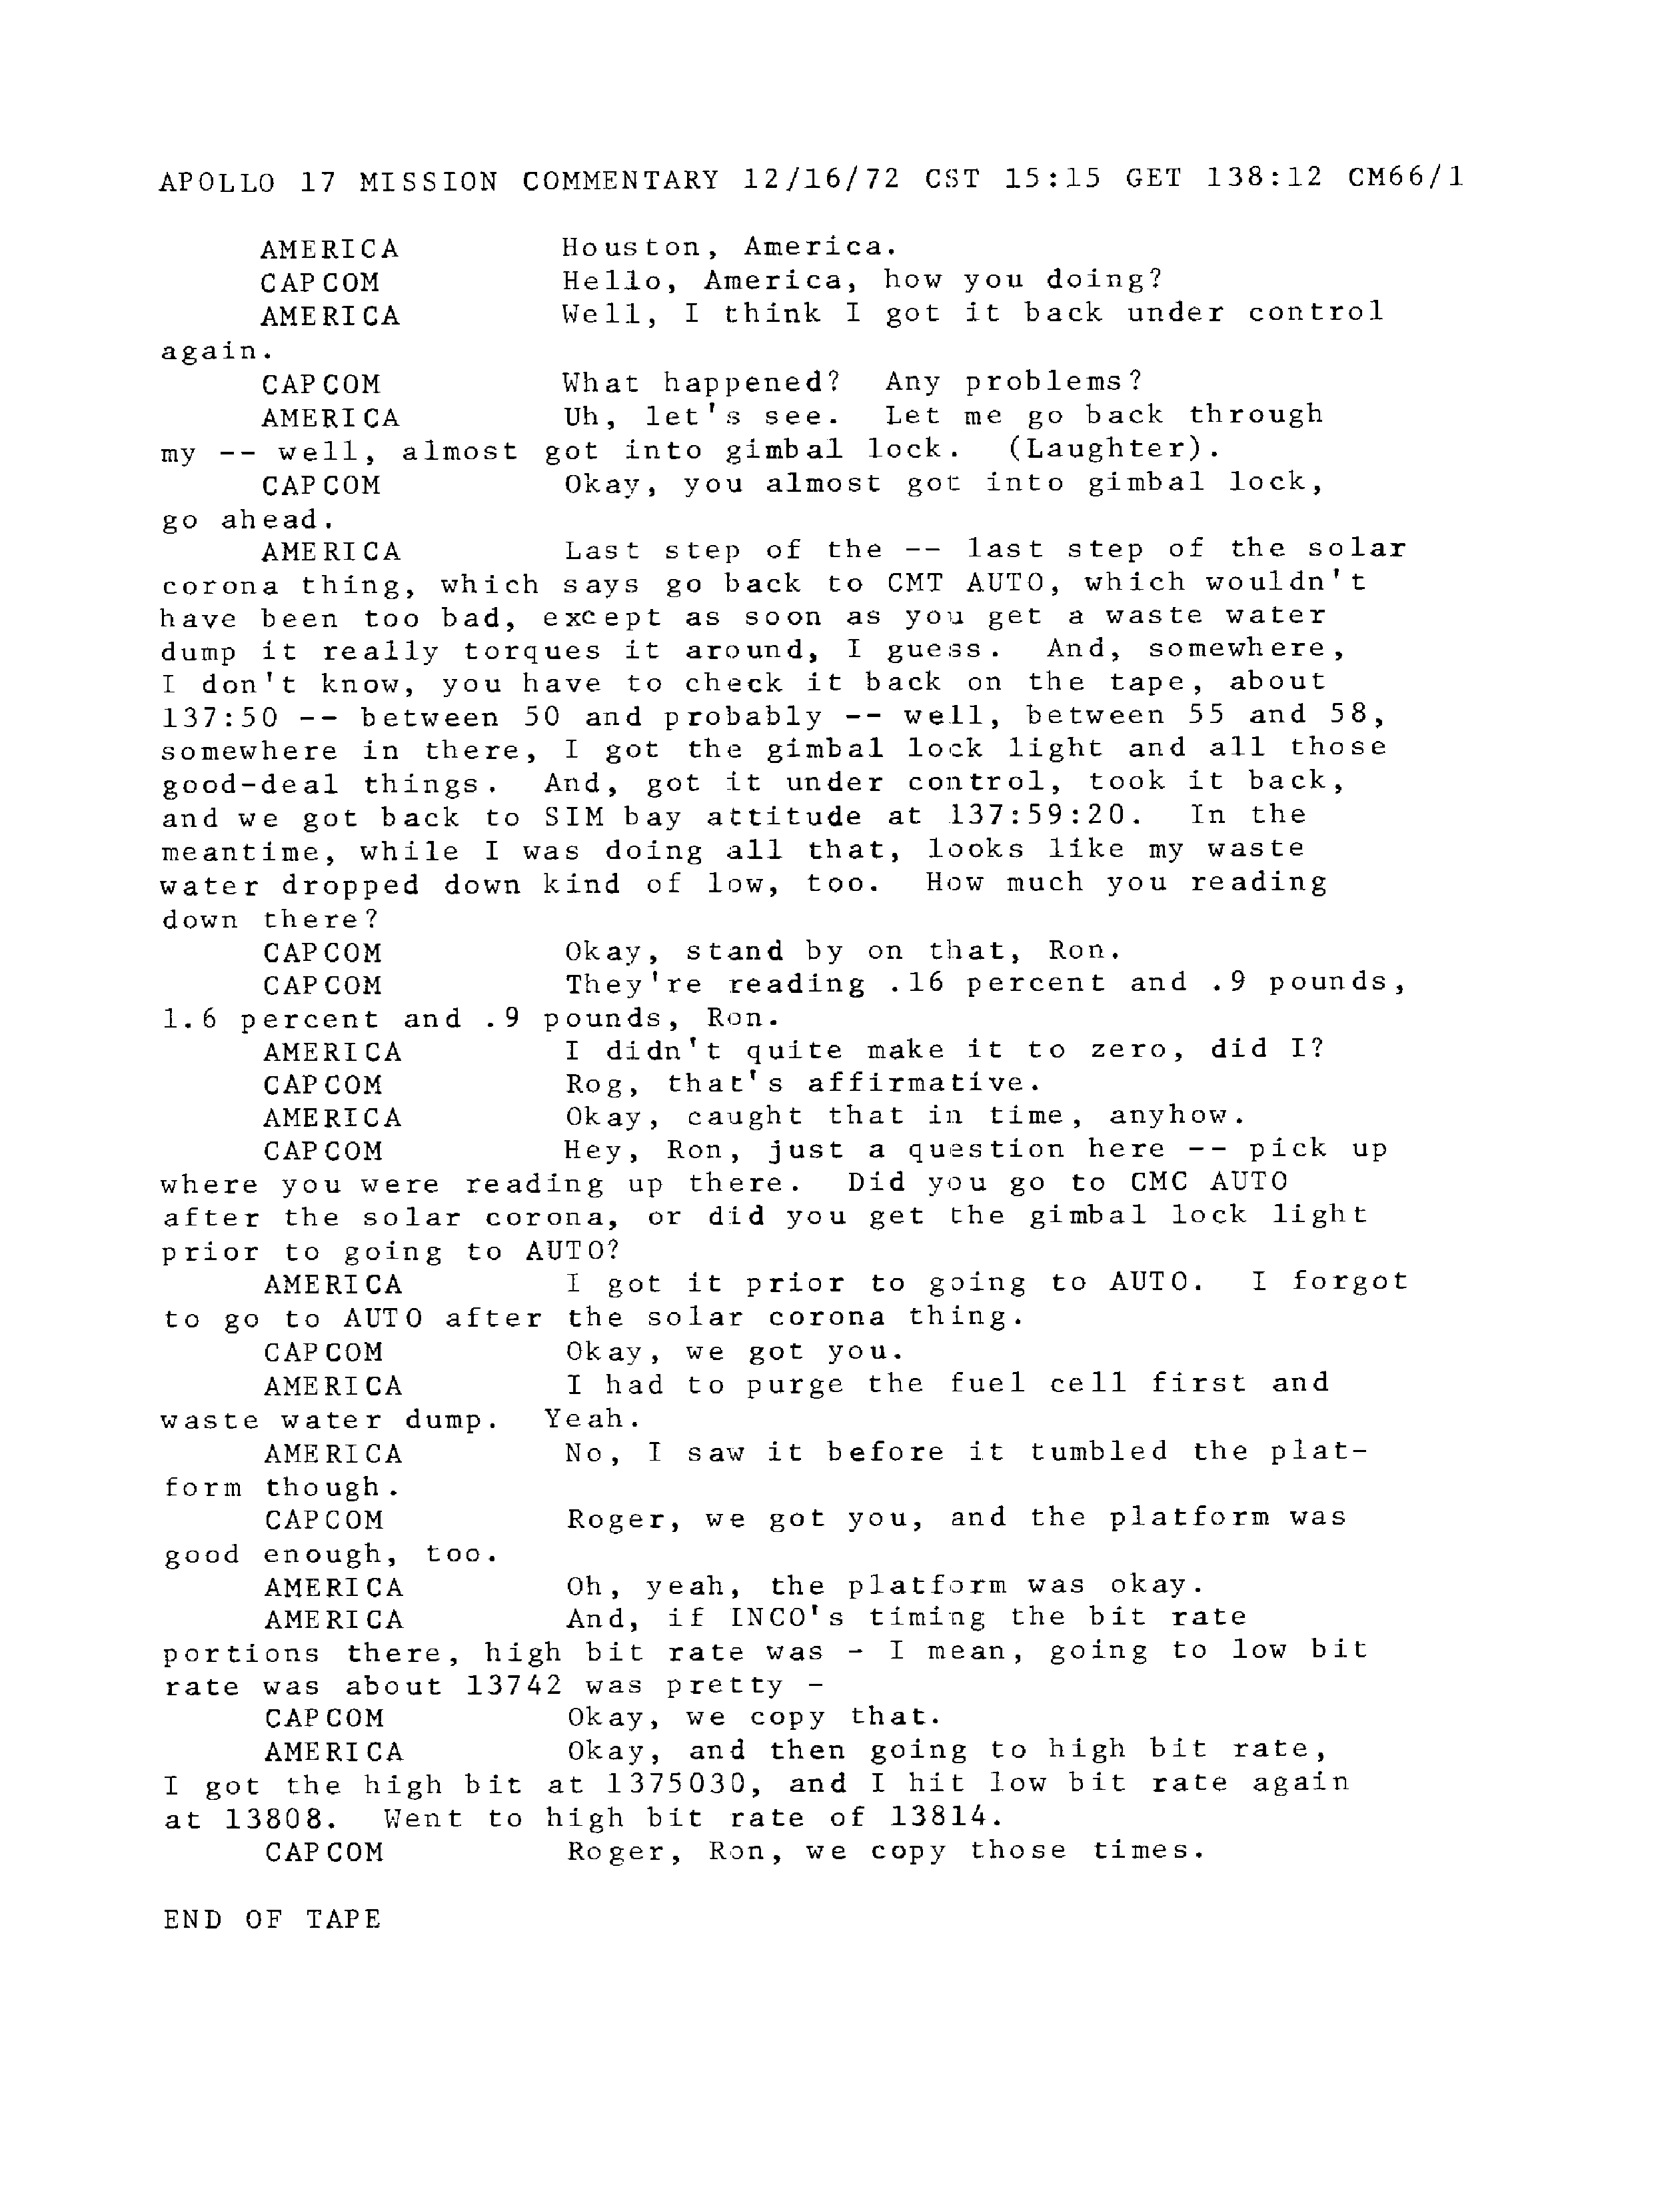 APOLLO 17 MISSION COMMENTARY 12/16/72 CST 15:15 GET 138:12 CM66/1
AMERICA Houston, America.
CAPCOM Hello, America, how you doing?
AMERICA Well, I think I got it back under control
again.
CAPCOM What happened? Any problems?
AMERICA Uh, let's see. Let me go back through
my -- well, almost got into gimbal lock. (Laughter).
CAPCOM Okay, you almost got into gimbal lock,
go ahead.
AMERICA Last step of the -- last step of the solar
corona thing, which says go back to CMT AUTO, which wouldn't
have been too bad, except as soon as you get a waste water
dump it really torques it around, I guess. And, somewhere,
I don't know, you have to check it back on the tape, about
137:50 -- between 50 and probably -- well, between 55 and 58,
somewhere in there, I got the gimbal lock light and all those
good-deal things. And, got it under control, took it back,
and we got back to SIM bay attitude at 137:59:20. In the
meantime, while I was doing all that, looks like my waste
water dropped down kind of low, too. How much you reading
down there?
CAPCOM Okay, stand by on that, Ron.
CAPCOM They're reading .16 percent and .9 pounds,
1.6 percent and .9 pounds, Ron.
AMERICA I didn't quite make it to zero, did I?
CAPCOM Rog, that's affirmative.
AMERICA Okay, caught that in time, anyhow.
CAPCOM Hey, Ron, just a question here -- pick up
where you were reading up there. Did you go to CMC AUTO
after the solar corona, or did you get the gimbal lock light
prior to going to AUTO?
AMERICA I got it prior to going to AUTO. I forgot
to go to AUTO after the solar corona thing.
CAPCOM Okay, we got you.
AMERICA I had to purge the fuel cell first and
waste water dump. Yeah.
AMERICA No, I saw it before it tumbled the plat-
form though.
CAPCOM Roger, we got you, and the platform was
good enough, too.
AMERICA Oh, yeah, the platform was okay.
AMERICA And, if INCO's timing the bit rate
portions there, high bit rate was - I mean, going to low bit
rate was about 13742 was pretty -
CAPCOM Okay, we copy that.
AMERICA Okay, and then going to high bit rate,
I got the high bit at 1375030, and I hit low bit rate again
at 13808. Went to high bit rate of 13814.
CAPCOM Roger, Ron, we copy those times.
END OF TAPE